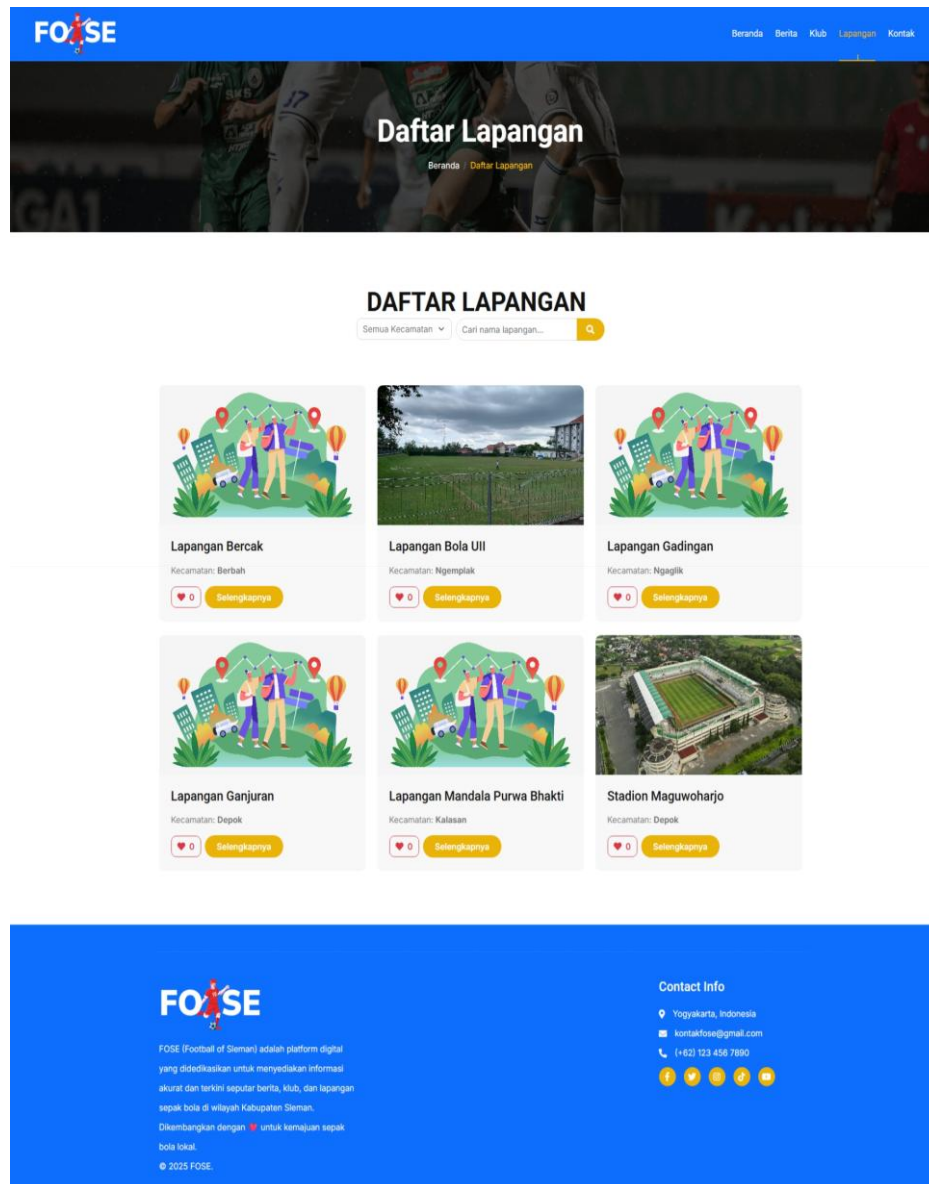 FOSE
Beranda Berita Klub Lapangan Kontak
SKS
17
GA1
Daftar Lapangan
Beranda / Daftar Lapangan
DAFTAR LAPANGAN
Semua Kecamatan Cari nama lapangan...
Lapangan Bercak
Kecamatan: Berbah
0 Selengkapnya
Lapangan Bola UII
Kecamatan: Ngemplak
0 Selengkapnya
Lapangan Gadingan
Kecamatan: Ngaglik
0 Selengkapnya
Lapangan Ganjuran
Kecamatan: Depok
0 Selengkapnya
Lapangan Mandala Purwa Bhakti
Kecamatan: Kalasan
0 Selengkapnya
Stadion Maguwoharjo
Kecamatan: Depok
0 Selengkapnya
FOSE
FOSE (Football of Sleman) adalah platform digital
yang didedikasikan untuk menyediakan informasi
akurat dan terkini seputar berita, klub, dan lapangan
sepak bola di wilayah Kabupaten Sleman.
Dikembangkan dengan ❤ untuk kemajuan sepak
bola lokal.
© 2025 FOSE.
Contact Info
Yogyakarta, Indonesia
kontakfose@gmail.com
(+62) 123 456 7890